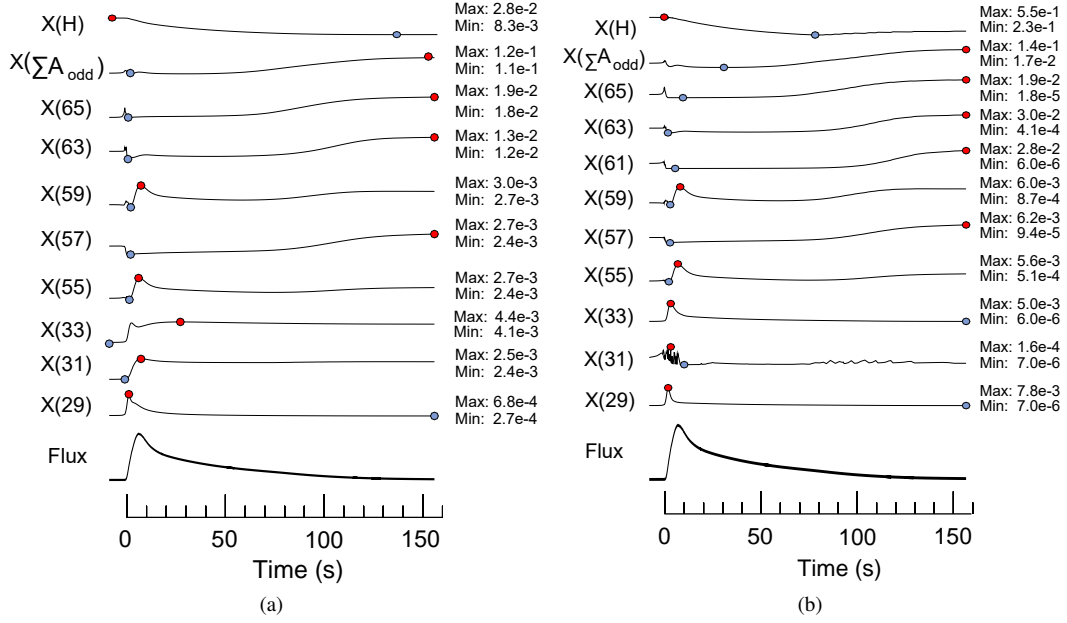 X(H)
Max: 2.8e-2
Min: 8.3e-3
X(∑A odd)
Max: 1.2e-1
Min: 1.1e-1
X(65)
Max: 1.9e-2
Min: 1.8e-2
X(63)
Max: 1.3e-2
Min: 1.2e-2
X(59)
Max: 3.0e-3
Min: 2.7e-3
X(57)
Max: 2.7e-3
Min: 2.4e-3
X(55)
Max: 2.7e-3
Min: 2.4e-3
X(33)
Max: 4.4e-3
Min: 4.1e-3
X(31)
Max: 2.5e-3
Min: 2.4e-3
X(29)
Max: 6.8e-4
Min: 2.7e-4
Flux
0 50 100 150
Time (s)
(a)
X(H)
Max: 5.5e-1
Min: 2.3e-1
X(∑A odd)
Max: 1.4e-1
Min: 1.7e-2
X(65)
Max: 1.9e-2
Min: 1.8e-5
X(63)
Max: 3.0e-2
Min: 4.1e-4
X(61)
Max: 2.8e-2
Min: 6.0e-6
X(59)
Max: 6.0e-3
Min: 8.7e-4
X(57)
Max: 6.2e-3
Min: 9.4e-5
X(55)
Max: 5.6e-3
Min: 5.1e-4
X(33)
Max: 5.0e-3
Min: 6.0e-6
X(31)
Max: 1.6e-4
Min: 7.0e-6
X(29)
Max: 7.8e-3
Min: 7.0e-6
Flux
0 50 100 150
Time (s)
(b)